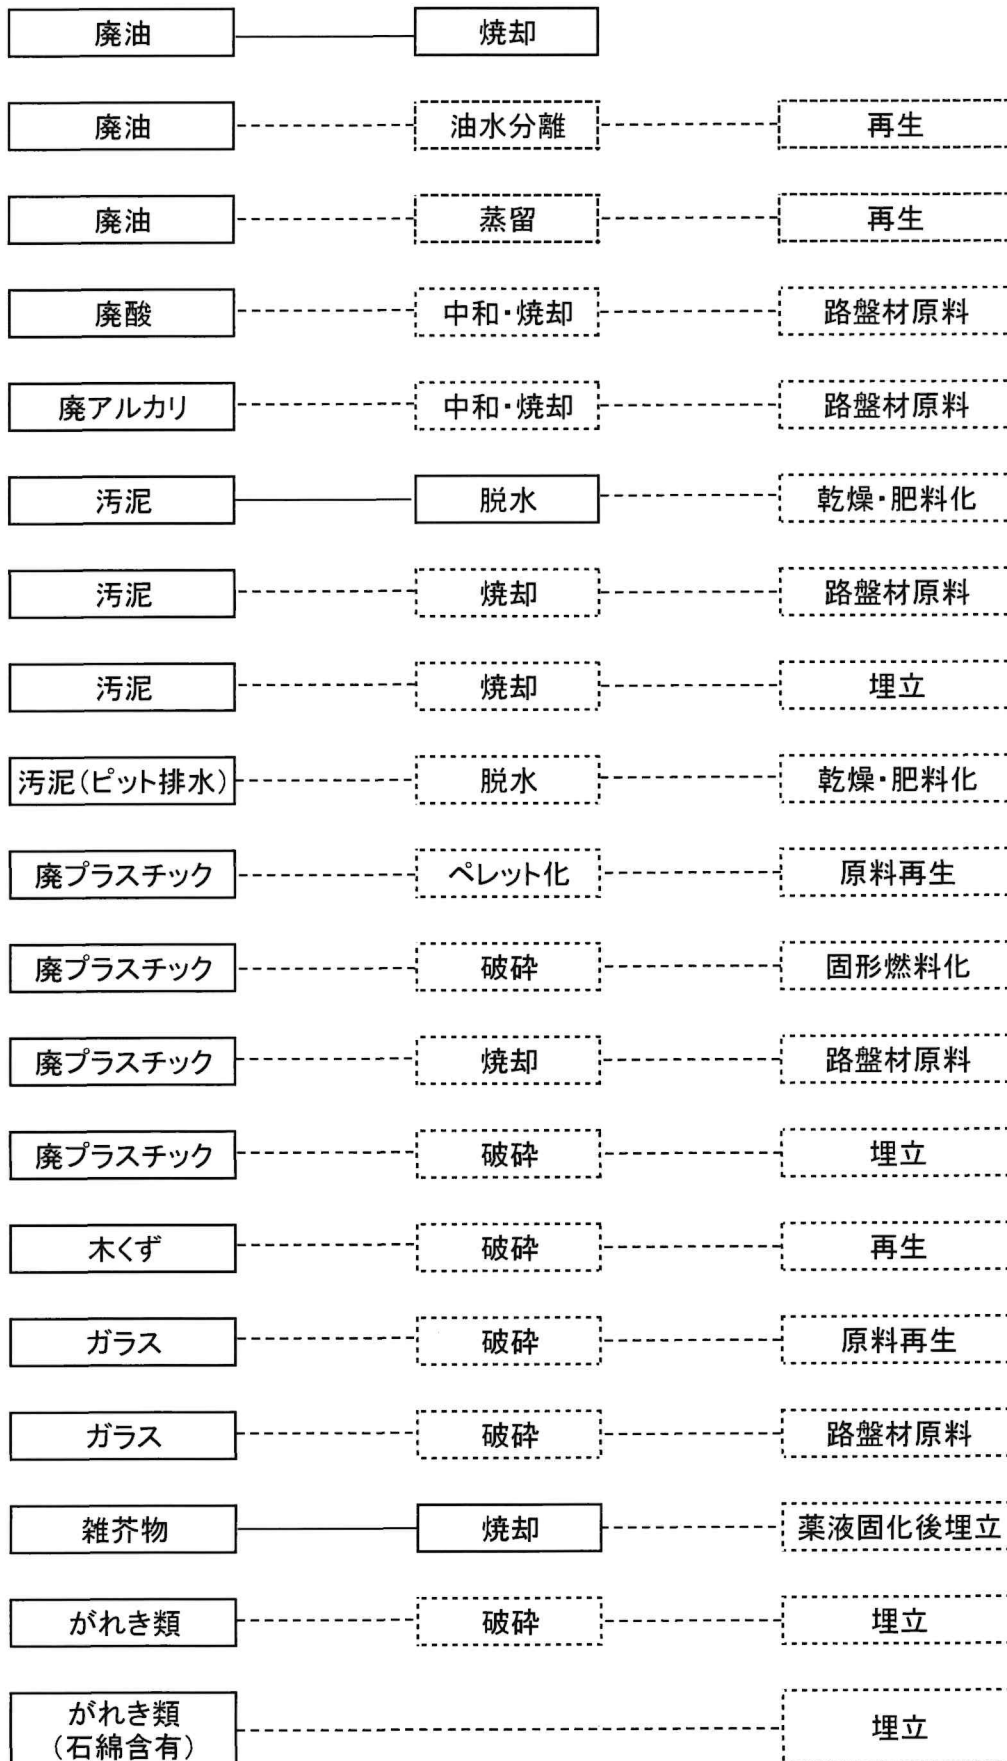 廃油 焼却
廃油 油水分離 再生
廃油 蒸留 再生
廃酸 中和・焼却 路盤材原料
廃アルカリ 中和・焼却 路盤材原料
汚泥 脱水 乾燥・肥料化
汚泥 焼却 路盤材原料
汚泥 焼却 埋立
汚泥(ピット排水) 脱水 乾燥・肥料化
廃プラスチック ペレット化 原料再生
廃プラスチック 破砕 固形燃料化
廃プラスチック 焼却 路盤材原料
廃プラスチック 破砕 埋立
木くず 破砕 再生
ガラス 破砕 原料再生
ガラス 破砕 路盤材原料
雑芥物 焼却 薬液固化後埋立
がれき類 破砕 埋立
がれき類
(石綿含有) 埋立